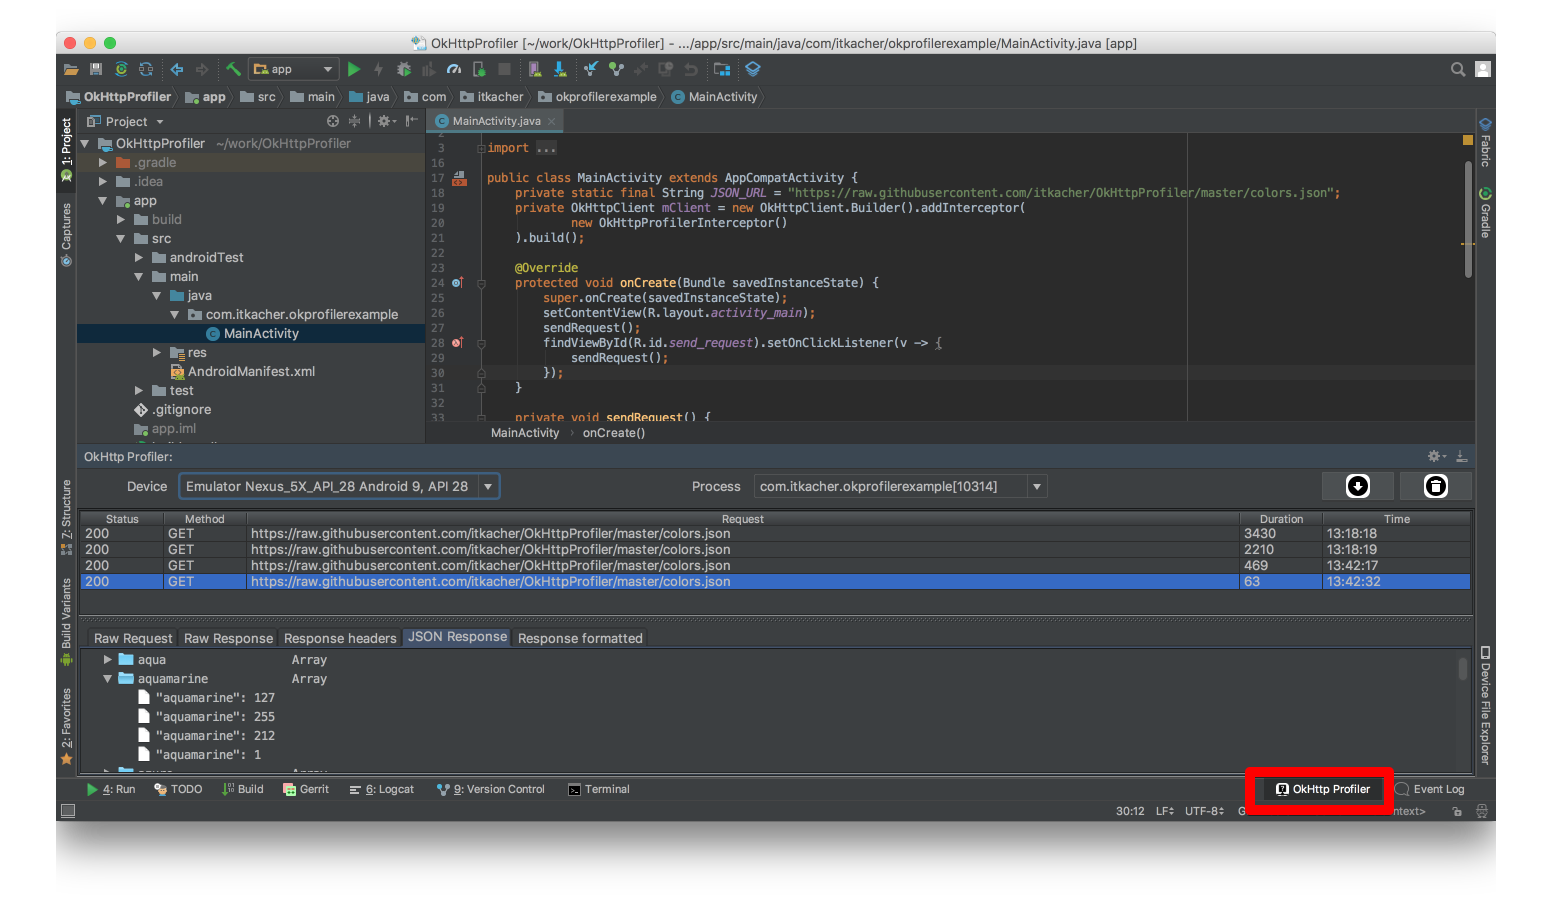 OkHttpProfiler [~/work/OkHttpProfiler] - .../app/src/main/java/com/itkacher/okprofilerexample/MainActivity.java [app]
app
OkHttpProfiler app src main java com itkacher okprofilerexample MainActivity
1: Project
Captures
Z: Structure
Build Variants
2: Favorites
Project
OkHttpProfiler ~/work/OkHttpProfiler
.gradle
.idea
app
build
src
androidTest
main
java
com.itkacher.okprofilerexample
MainActivity
res
AndroidManifest.xml
test
.gitignore
app.iml
MainActivity.java
2
3 import ...
16
17 public class MainActivity extends AppCompatActivity {
18 private static final String JSON_URL = "https://raw.githubusercontent.com/itkacher/OkHttpProfiler/master/colors.json";
19 private OkHttpClient mClient = new OkHttpClient.Builder().addInterceptor(
20 new OkHttpProfilerInterceptor()
21 ).build();
22
23 @Override
24 protected void onCreate(Bundle savedInstanceState) {
25 super.onCreate(savedInstanceState);
26 setContentView(R.layout.activity_main);
27 sendRequest();
28 findViewById(R.id.send_request).setOnClickListener(v -> {
29 sendRequest();
30 });
31 }
32
33 private void sendRequest() {
MainActivity › onCreate()
Fabric
Gradle
Device File Explorer
OkHttp Profiler:
Device Emulator Nexus_5X_API_28 Android 9, API 28 Process com.itkacher.okprofilerexample[10314]
Status Method Request Duration Time
200 GET https://raw.githubusercontent.com/itkacher/OkHttpProfiler/master/colors.json 3430 13:18:18
200 GET https://raw.githubusercontent.com/itkacher/OkHttpProfiler/master/colors.json 2210 13:18:19
200 GET https://raw.githubusercontent.com/itkacher/OkHttpProfiler/master/colors.json 469 13:42:17
200 GET https://raw.githubusercontent.com/itkacher/OkHttpProfiler/master/colors.json 63 13:42:32
Raw Request Raw Response Response headers JSON Response Response formatted
aqua Array
aquamarine Array
"aquamarine": 127
"aquamarine": 255
"aquamarine": 212
"aquamarine": 1
4: Run TODO Build Gerrit 6: Logcat 9: Version Control Terminal OkHttp Profiler Event Log
30:12 LF UTF-8 G ntext>